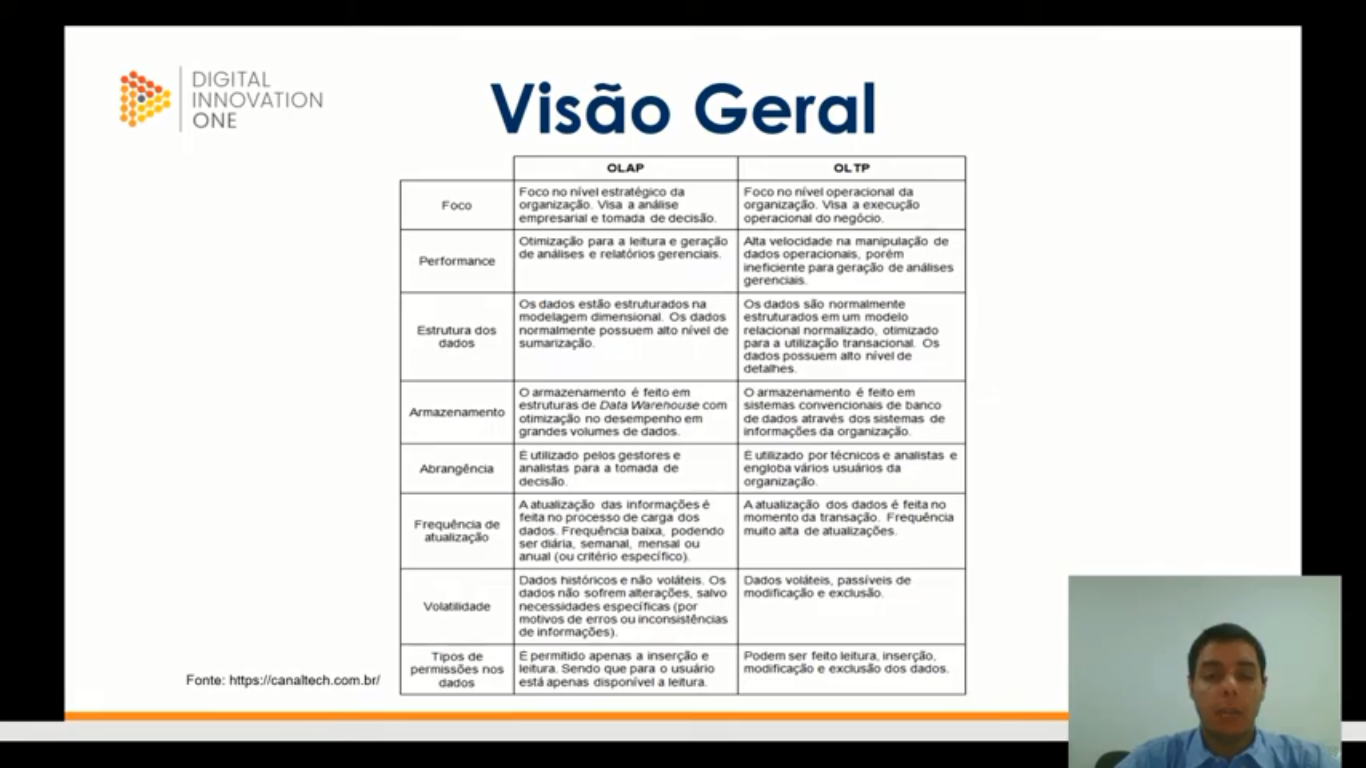 DIGITAL
INNOVATION
ONE
Visão Geral
OLAP
OLTP
Foco
Foco no nível estratégico da
organização. Visa a análise
empresarial e tomada de decisão.
Foco no nível operacional da
organização. Visa a execução
operacional do negócio.
Performance
Otimização para a leitura e geração
de análises e relatórios gerenciais.
Alta velocidade na manipulação de
dados operacionais, porém
ineficiente para geração de análises
gerenciais.
Estrutura dos
dados
Os dados estão estruturados na
modelagem dimensional. Os dados
normalmente possuem alto nível de
sumarização.
Os dados são normalmente
estruturados em um modelo
relacional normalizado, otimizado
para a utilização transacional. Os
dados possuem alto nível de
detalhes.
Armazenamento
O armazenamento é feito em
estruturas de Data Warehouse com
otimização no desempenho em
grandes volumes de dados.
O armazenamento é feito em
sistemas convencionais de banco
de dados através dos sistemas de
informações da organização.
Abrangência
É utilizado pelos gestores e
analistas para a tomada de
decisão.
É utilizado por técnicos e analistas e
engloba vários usuários da
organização.
Frequência de
atualização
A atualização das informações é
feita no processo de carga dos
dados. Frequência baixa, podendo
ser diária, semanal, mensal ou
anual (ou critério específico).
A atualização dos dados é feita no
momento da transação. Frequência
muito alta de atualizações.
Volatilidade
Dados históricos e não voláteis. Os
dados não sofrem alterações, salvo
necessidades específicas (por
motivos de erros ou inconsistências
de informações).
Dados voláteis, passíveis de
modificação e exclusão.
Tipos de
permissões nos
dados
É permitido apenas a inserção e
leitura. Sendo que para o usuário
está apenas disponível a leitura.
Podem ser feito leitura, inserção,
modificação e exclusão dos dados.
Fonte: https://canaltech.com.br/